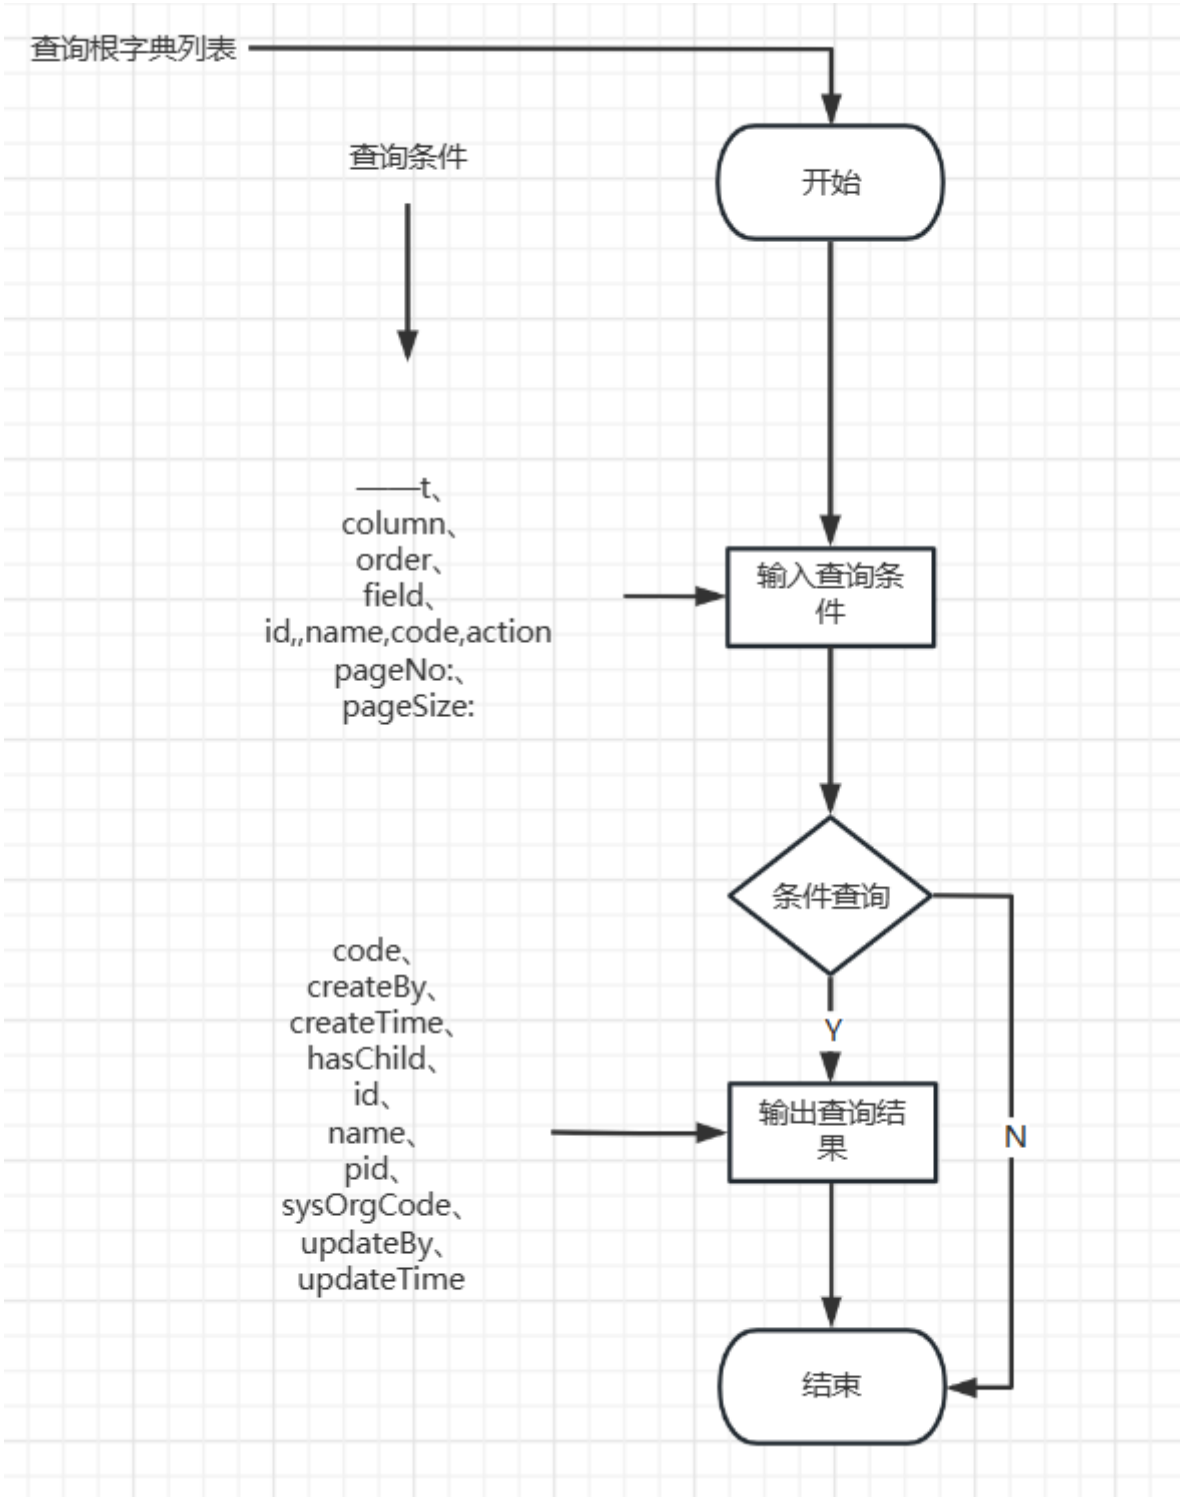 查询根字典列表
开始
查询条件
——t、
column、
order、
field、
id,,name,code,action
pageNo:、
pageSize:
输入查询条
件
条件查询
Y
N
code、
createBy、
createTime、
hasChild、
id、
name、
pid、
sysOrgCode、
updateBy、
updateTime
输出查询结
果
结束